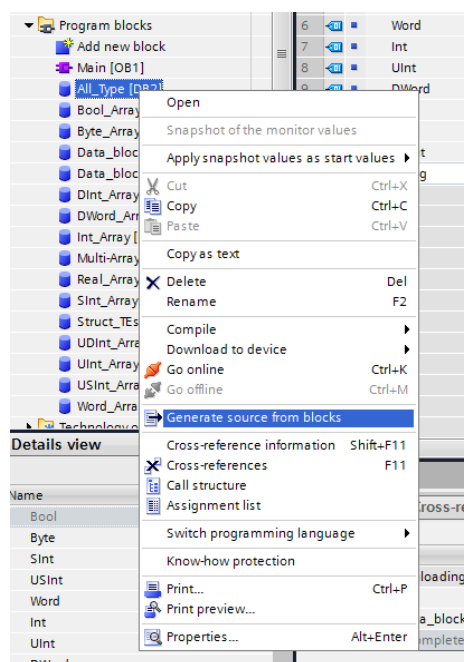 Program blocks
Add new block
Main [OB1]
All_Type [DB2]
Bool_Array
Byte_Array
Data_bloc
Data_bloc
DInt_Array
DWord_Arr
Int_Array [
Multi-Array
Real_Array
SInt_Array
Struct_TEs
UDInt_Arra
UInt_Array
USInt_Arra
Word_Arra
Technology o
6 Word
7 Int
8 UInt
9 DWord
t
g
Open
Snapshot of the monitor values
Apply snapshot values as start values
Cut Ctrl+X
Copy Ctrl+C
Paste Ctrl+V
Copy as text
Delete Del
Rename F2
Compile
Download to device
Go online Ctrl+K
Go offline Ctrl+M
Generate source from blocks
Cross-reference information Shift+F11
Cross-references F11
Call structure
Assignment list
Switch programming language
Know-how protection
Print... Ctrl+P
Print preview...
Properties... Alt+Enter
Details view
Name
Bool
Byte
SInt
USInt
Word
Int
UInt
DWord
Cross-re
loading
a_block
mplete